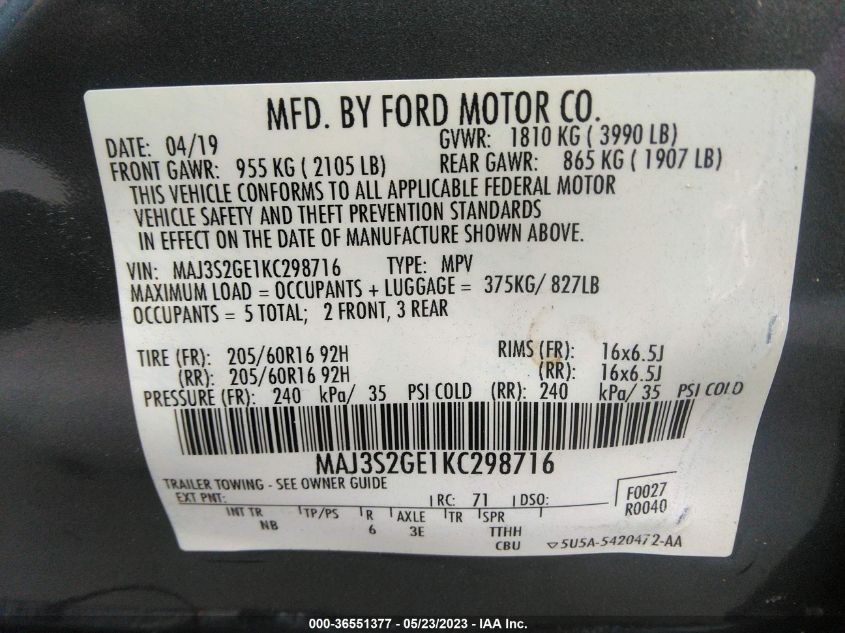 MFD. BY FORD MOTOR CO.
DATE: 04/19 GVWR: 1810 KG ( 3990 LB)
FRONT GAWR: 955 KG ( 2105 LB) REAR GAWR: 865 KG ( 1907 LB)
THIS VEHICLE CONFORMS TO ALL APPLICABLE FEDERAL MOTOR
VEHICLE SAFETY AND THEFT PREVENTION STANDARDS
IN EFFECT ON THE DATE OF MANUFACTURE SHOWN ABOVE.
VIN: MAJ3S2GE1KC298716 TYPE: MPV
MAXIMUM LOAD = OCCUPANTS + LUGGAGE = 375KG/ 827LB
OCCUPANTS = 5 TOTAL; 2 FRONT, 3 REAR
TIRE (FR): 205/60R16 92H RIMS (FR): 16x6.5J
(RR): 205/60R16 92H (RR): 16x6.5J
PRESSURE (FR): 240 kPa/ 35 PSI COLD (RR): 240 kPa/ 35 PSI COLD
MAJ3S2GE1KC298716
TRAILER TOWING - SEE OWNER GUIDE
EXT PNT: RC: 71 DSO: F0027
R0040
INT TR TP/PS R AXLE TR SPR
NB 6 3E TTHH
CBU 5U5A-5420472-AA
000-36551377 - 05/23/2023 - IAA Inc.